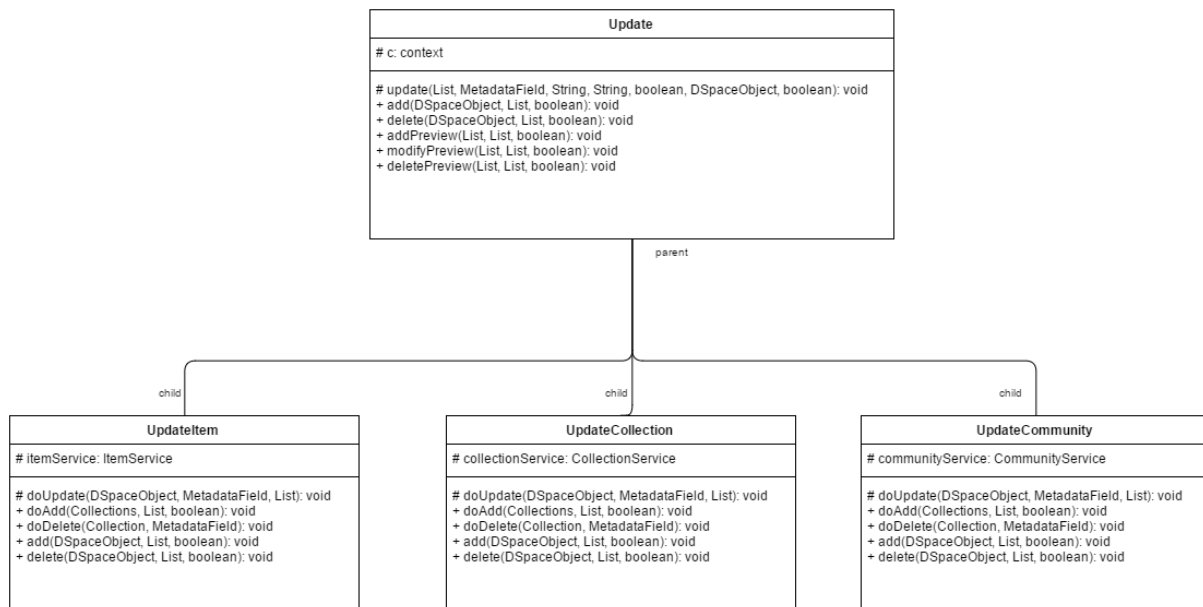 Update
# c: context
# update(List, MetadataField, String, String, boolean, DSpaceObject, boolean): void
+ add(DSpaceObject, List, boolean): void
+ delete(DSpaceObject, List, boolean): void
+ addPreview(List, List, boolean): void
+ modifyPreview(List, List, boolean): void
+ deletePreview(List, List, boolean): void
parent
child
child
child
UpdateItem
# itemService: ItemService
# doUpdate(DSpaceObject, MetadataField, List): void
+ doAdd(Collections, List, boolean): void
+ doDelete(Collection, MetadataField): void
+ add(DSpaceObject, List, boolean): void
+ delete(DSpaceObject, List, boolean): void
UpdateCollection
# collectionService: CollectionService
# doUpdate(DSpaceObject, MetadataField, List): void
+ doAdd(Collections, List, boolean): void
+ doDelete(Collection, MetadataField): void
+ add(DSpaceObject, List, boolean): void
+ delete(DSpaceObject, List, boolean): void
UpdateCommunity
# communityService: CommunityService
# doUpdate(DSpaceObject, MetadataField, List): void
+ doAdd(Collections, List, boolean): void
+ doDelete(Collection, MetadataField): void
+ add(DSpaceObject, List, boolean): void
+ delete(DSpaceObject, List, boolean): void